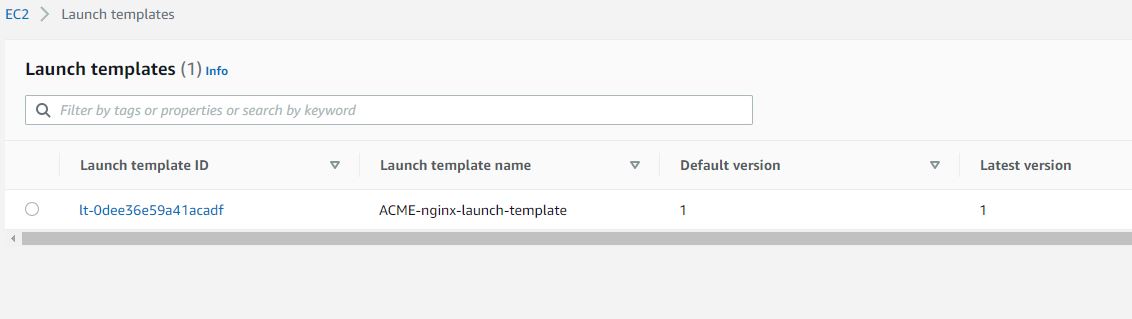 EC2 > Launch templates
Launch templates (1) Info
Filter by tags or properties or search by keyword
Launch template ID Launch template name Default version Latest version
lt-0dee36e59a41acadf ACME-nginx-launch-template 1 1